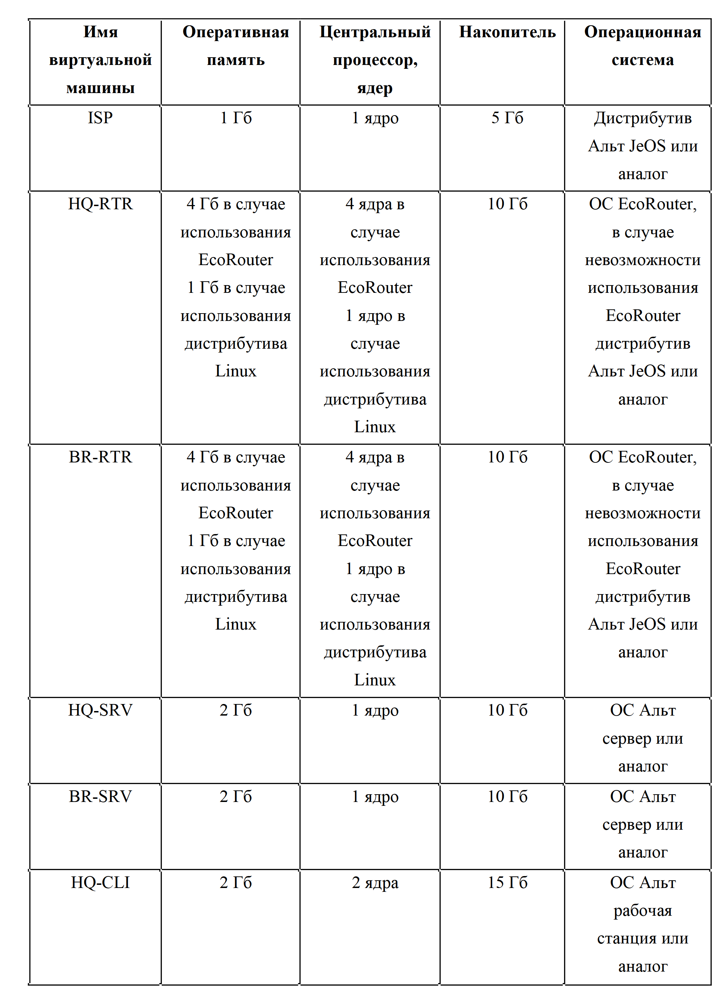 Имя
виртуальной
машины
Оперативная
память
Центральный
процессор,
ядер
Накопитель
Операционная
система
ISP
1 Гб
1 ядро
5 Гб
Дистрибутив
Альт JeOS или
аналог
HQ-RTR
4 Гб в случае
использования
EcoRouter
1 Гб в случае
использования
дистрибутива
Linux
4 ядра в
случае
использования
EcoRouter
1 ядро в
случае
использования
дистрибутива
Linux
10 Гб
ОС EcoRouter,
в случае
невозможности
использования
EcoRouter
дистрибутив
Альт JeOS или
аналог
BR-RTR
4 Гб в случае
использования
EcoRouter
1 Гб в случае
использования
дистрибутива
Linux
4 ядра в
случае
использования
EcoRouter
1 ядро в
случае
использования
дистрибутива
Linux
10 Гб
ОС EcoRouter,
в случае
невозможности
использования
EcoRouter
дистрибутив
Альт JeOS или
аналог
HQ-SRV
2 Гб
1 ядро
10 Гб
ОС Альт
сервер или
аналог
BR-SRV
2 Гб
1 ядро
10 Гб
ОС Альт
сервер или
аналог
HQ-CLI
2 Гб
2 ядра
15 Гб
ОС Альт
рабочая
станция или
аналог